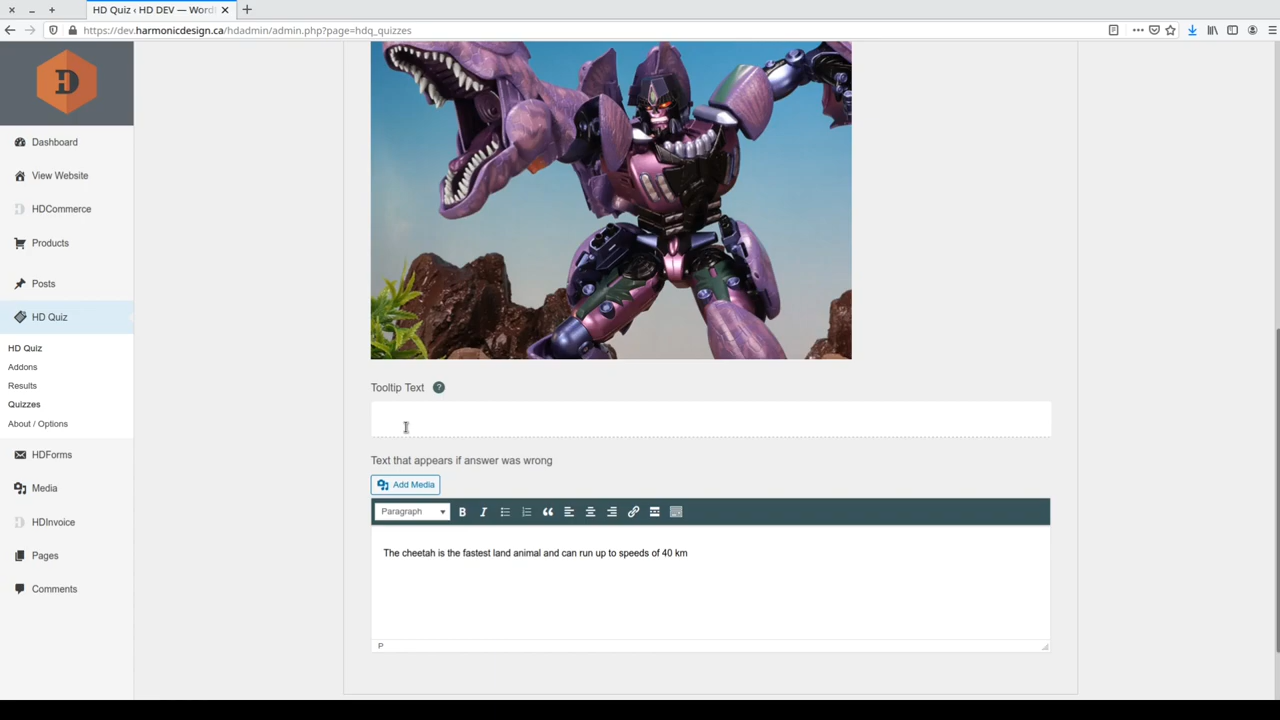 HD Quiz ‹ HD DEV — Word
https://dev.harmonicdesign.ca/hdadmin/admin.php?page=hdq_quizzes
Dashboard
View Website
HDCommerce
Products
Posts
HD Quiz
HD Quiz
Addons
Results
Quizzes
About / Options
HDForms
Media
HDInvoice
Pages
Comments
Tooltip Text ?
Text that appears if answer was wrong
Add Media
Paragraph B I
The cheetah is the fastest land animal and can run up to speeds of 40 km
P